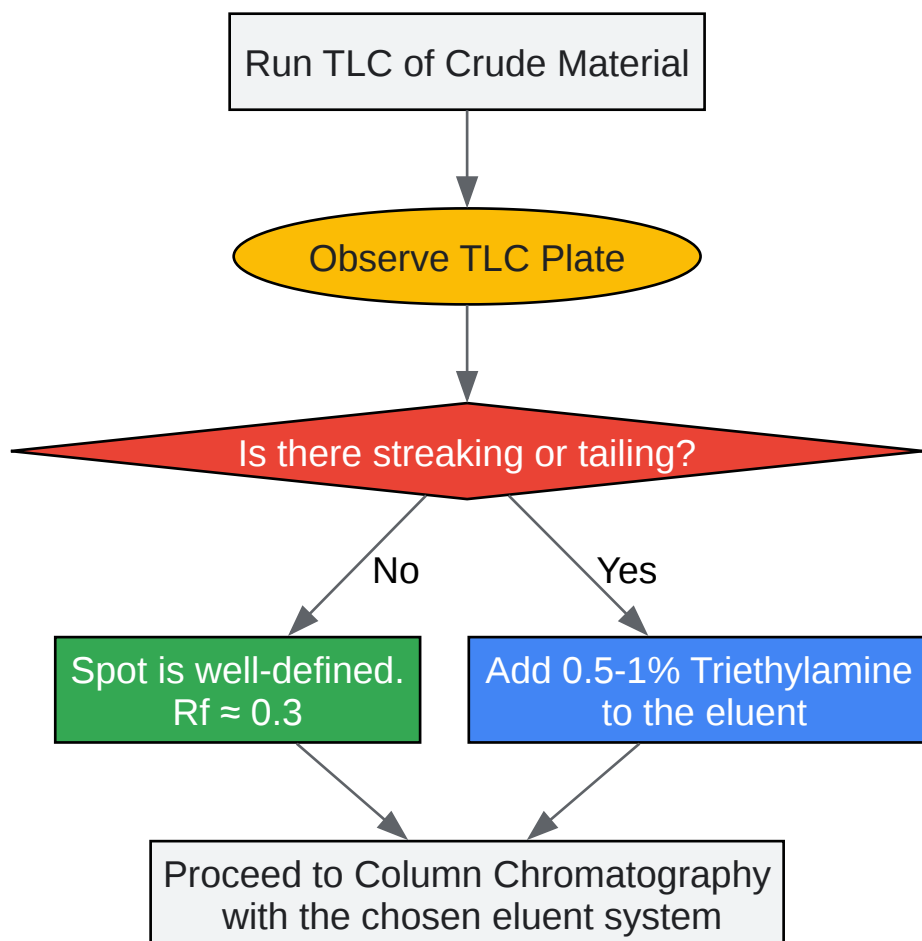 Run TLC of Crude Material
Observe TLC Plate
Is there streaking or tailing?
No
Yes
Spot is well-defined.
Rf ≈ 0.3
Add 0.5-1% Triethylamine
to the eluent
Proceed to Column Chromatography
with the chosen eluent system